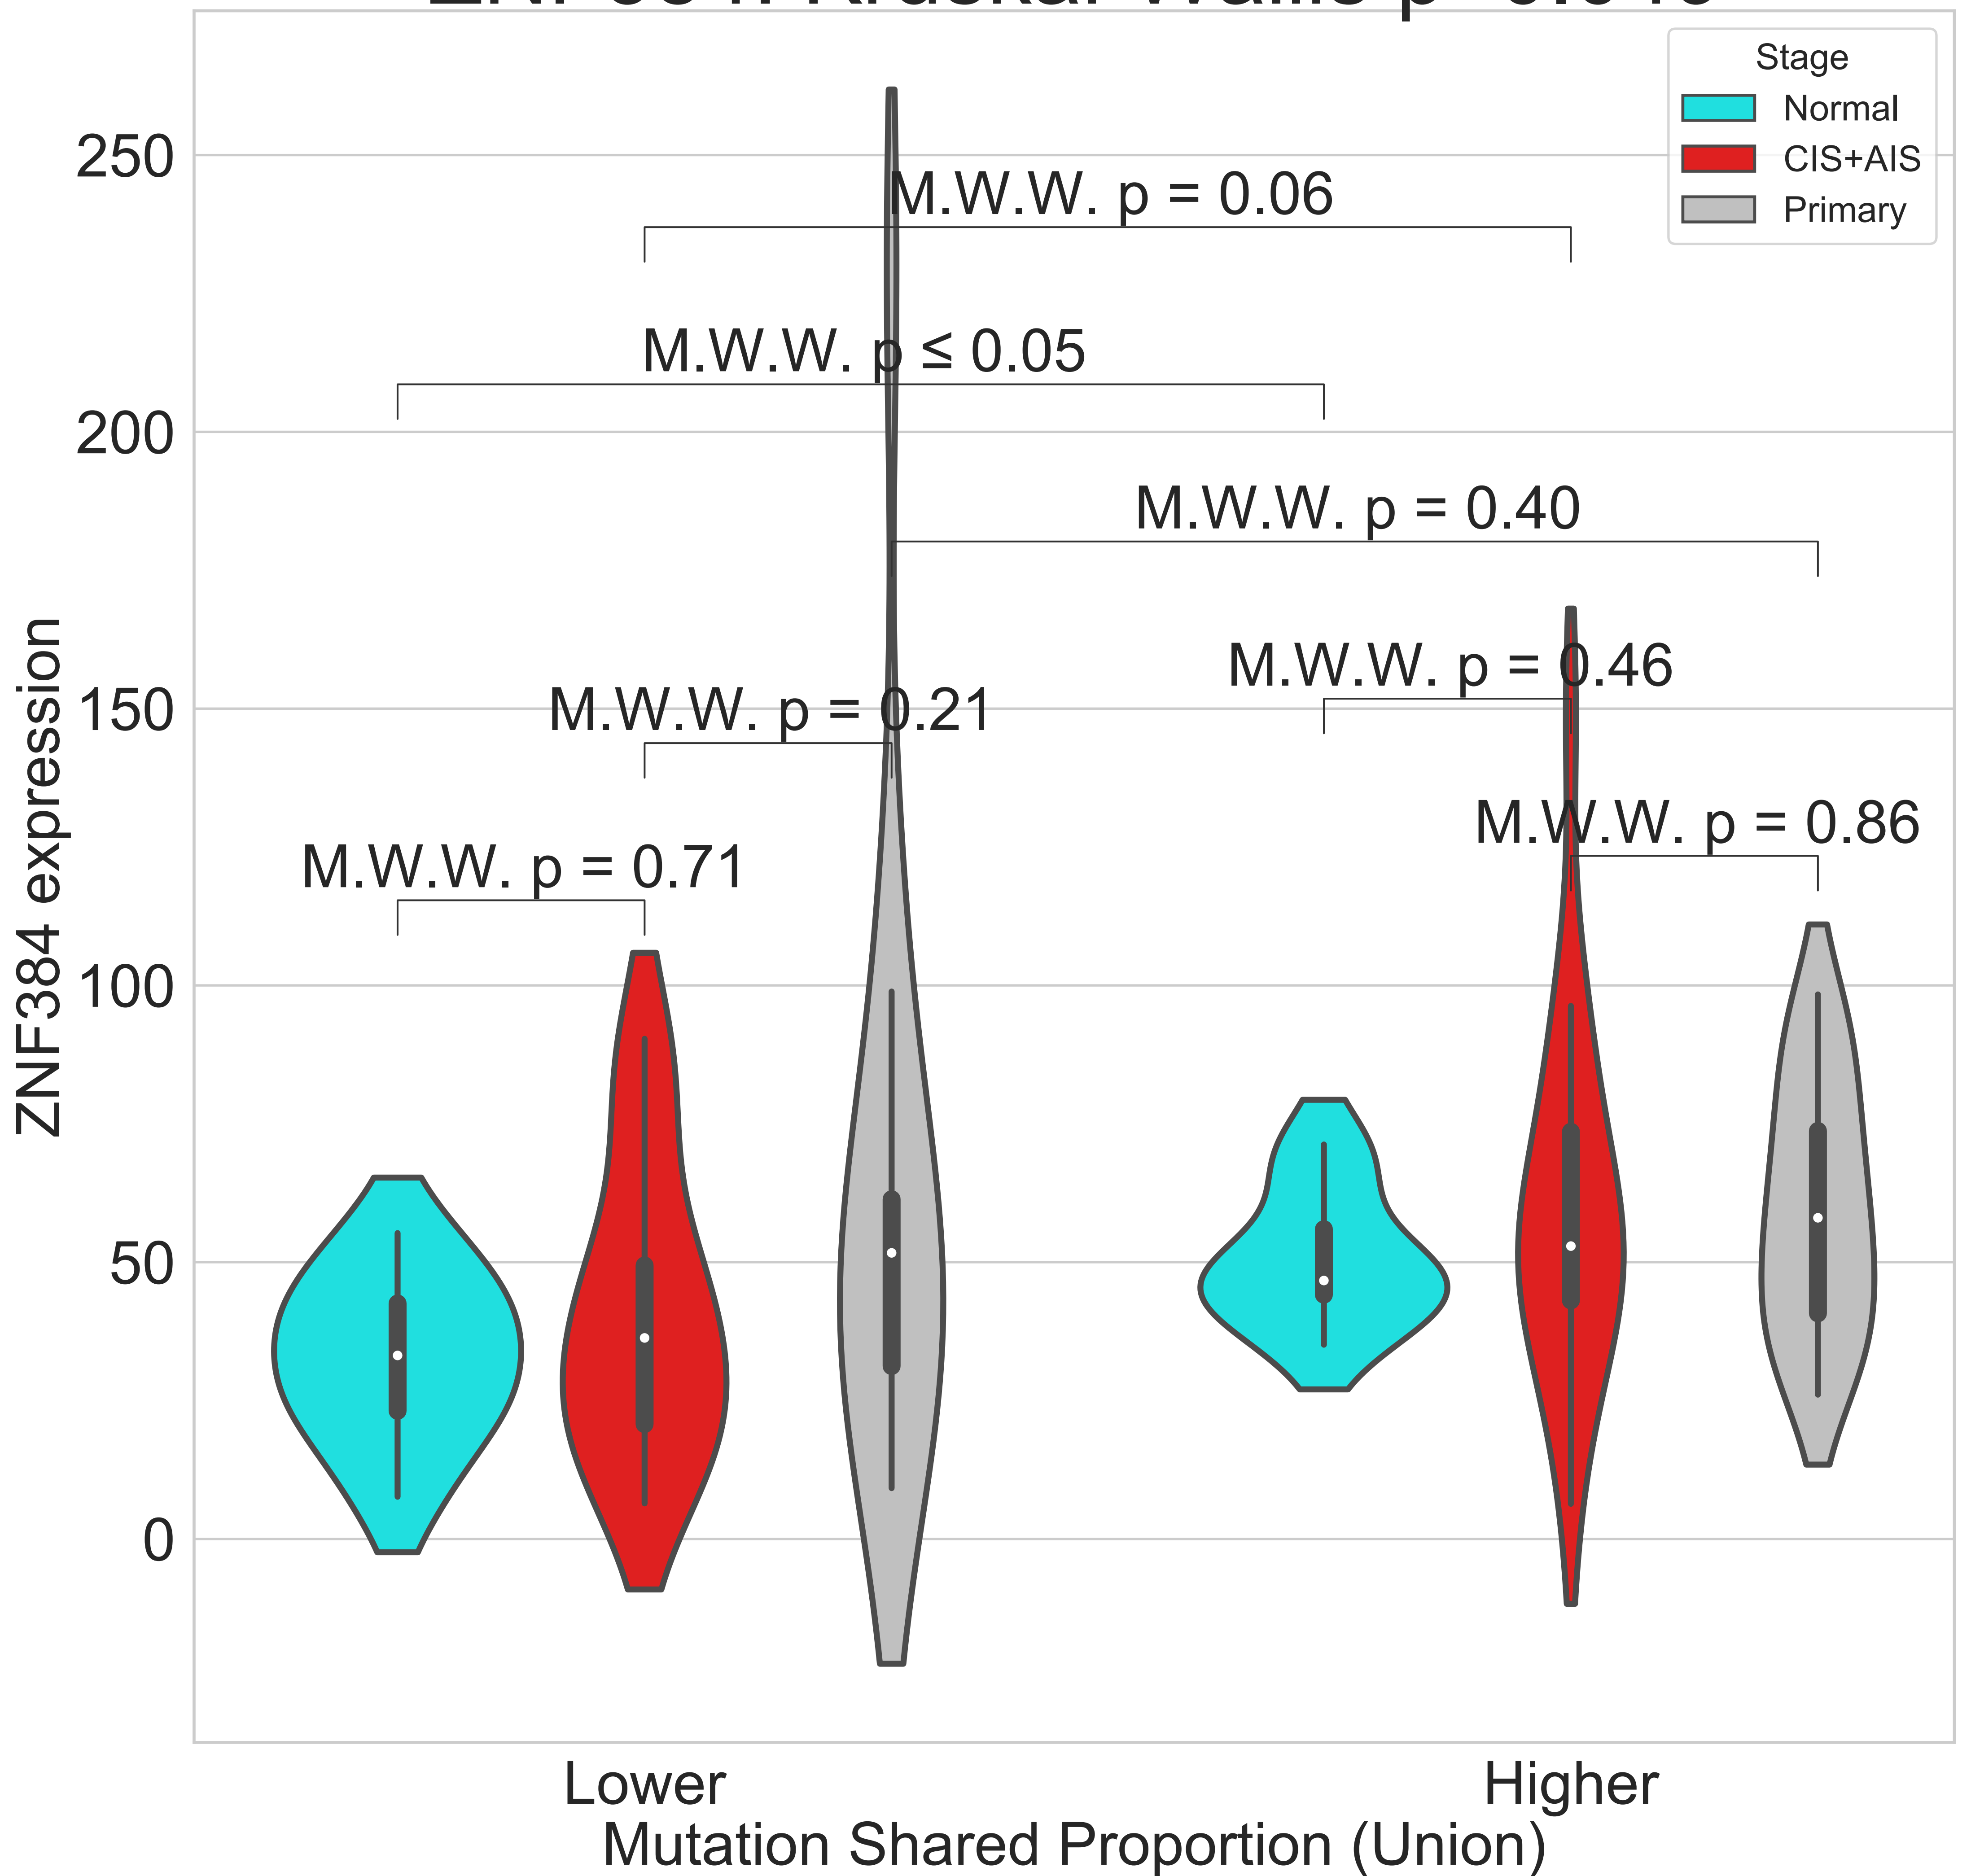 Stage
Normal
CIS+AIS
Primary
250
200
150
100
50
0
ZNF384 expression
M.W.W. p = 0.06
M.W.W. p ≤ 0.05
M.W.W. p = 0.40
M.W.W. p = 0.46
M.W.W. p = 0.21
M.W.W. p = 0.86
M.W.W. p = 0.71
Lower
Higher
Mutation Shared Proportion (Union)